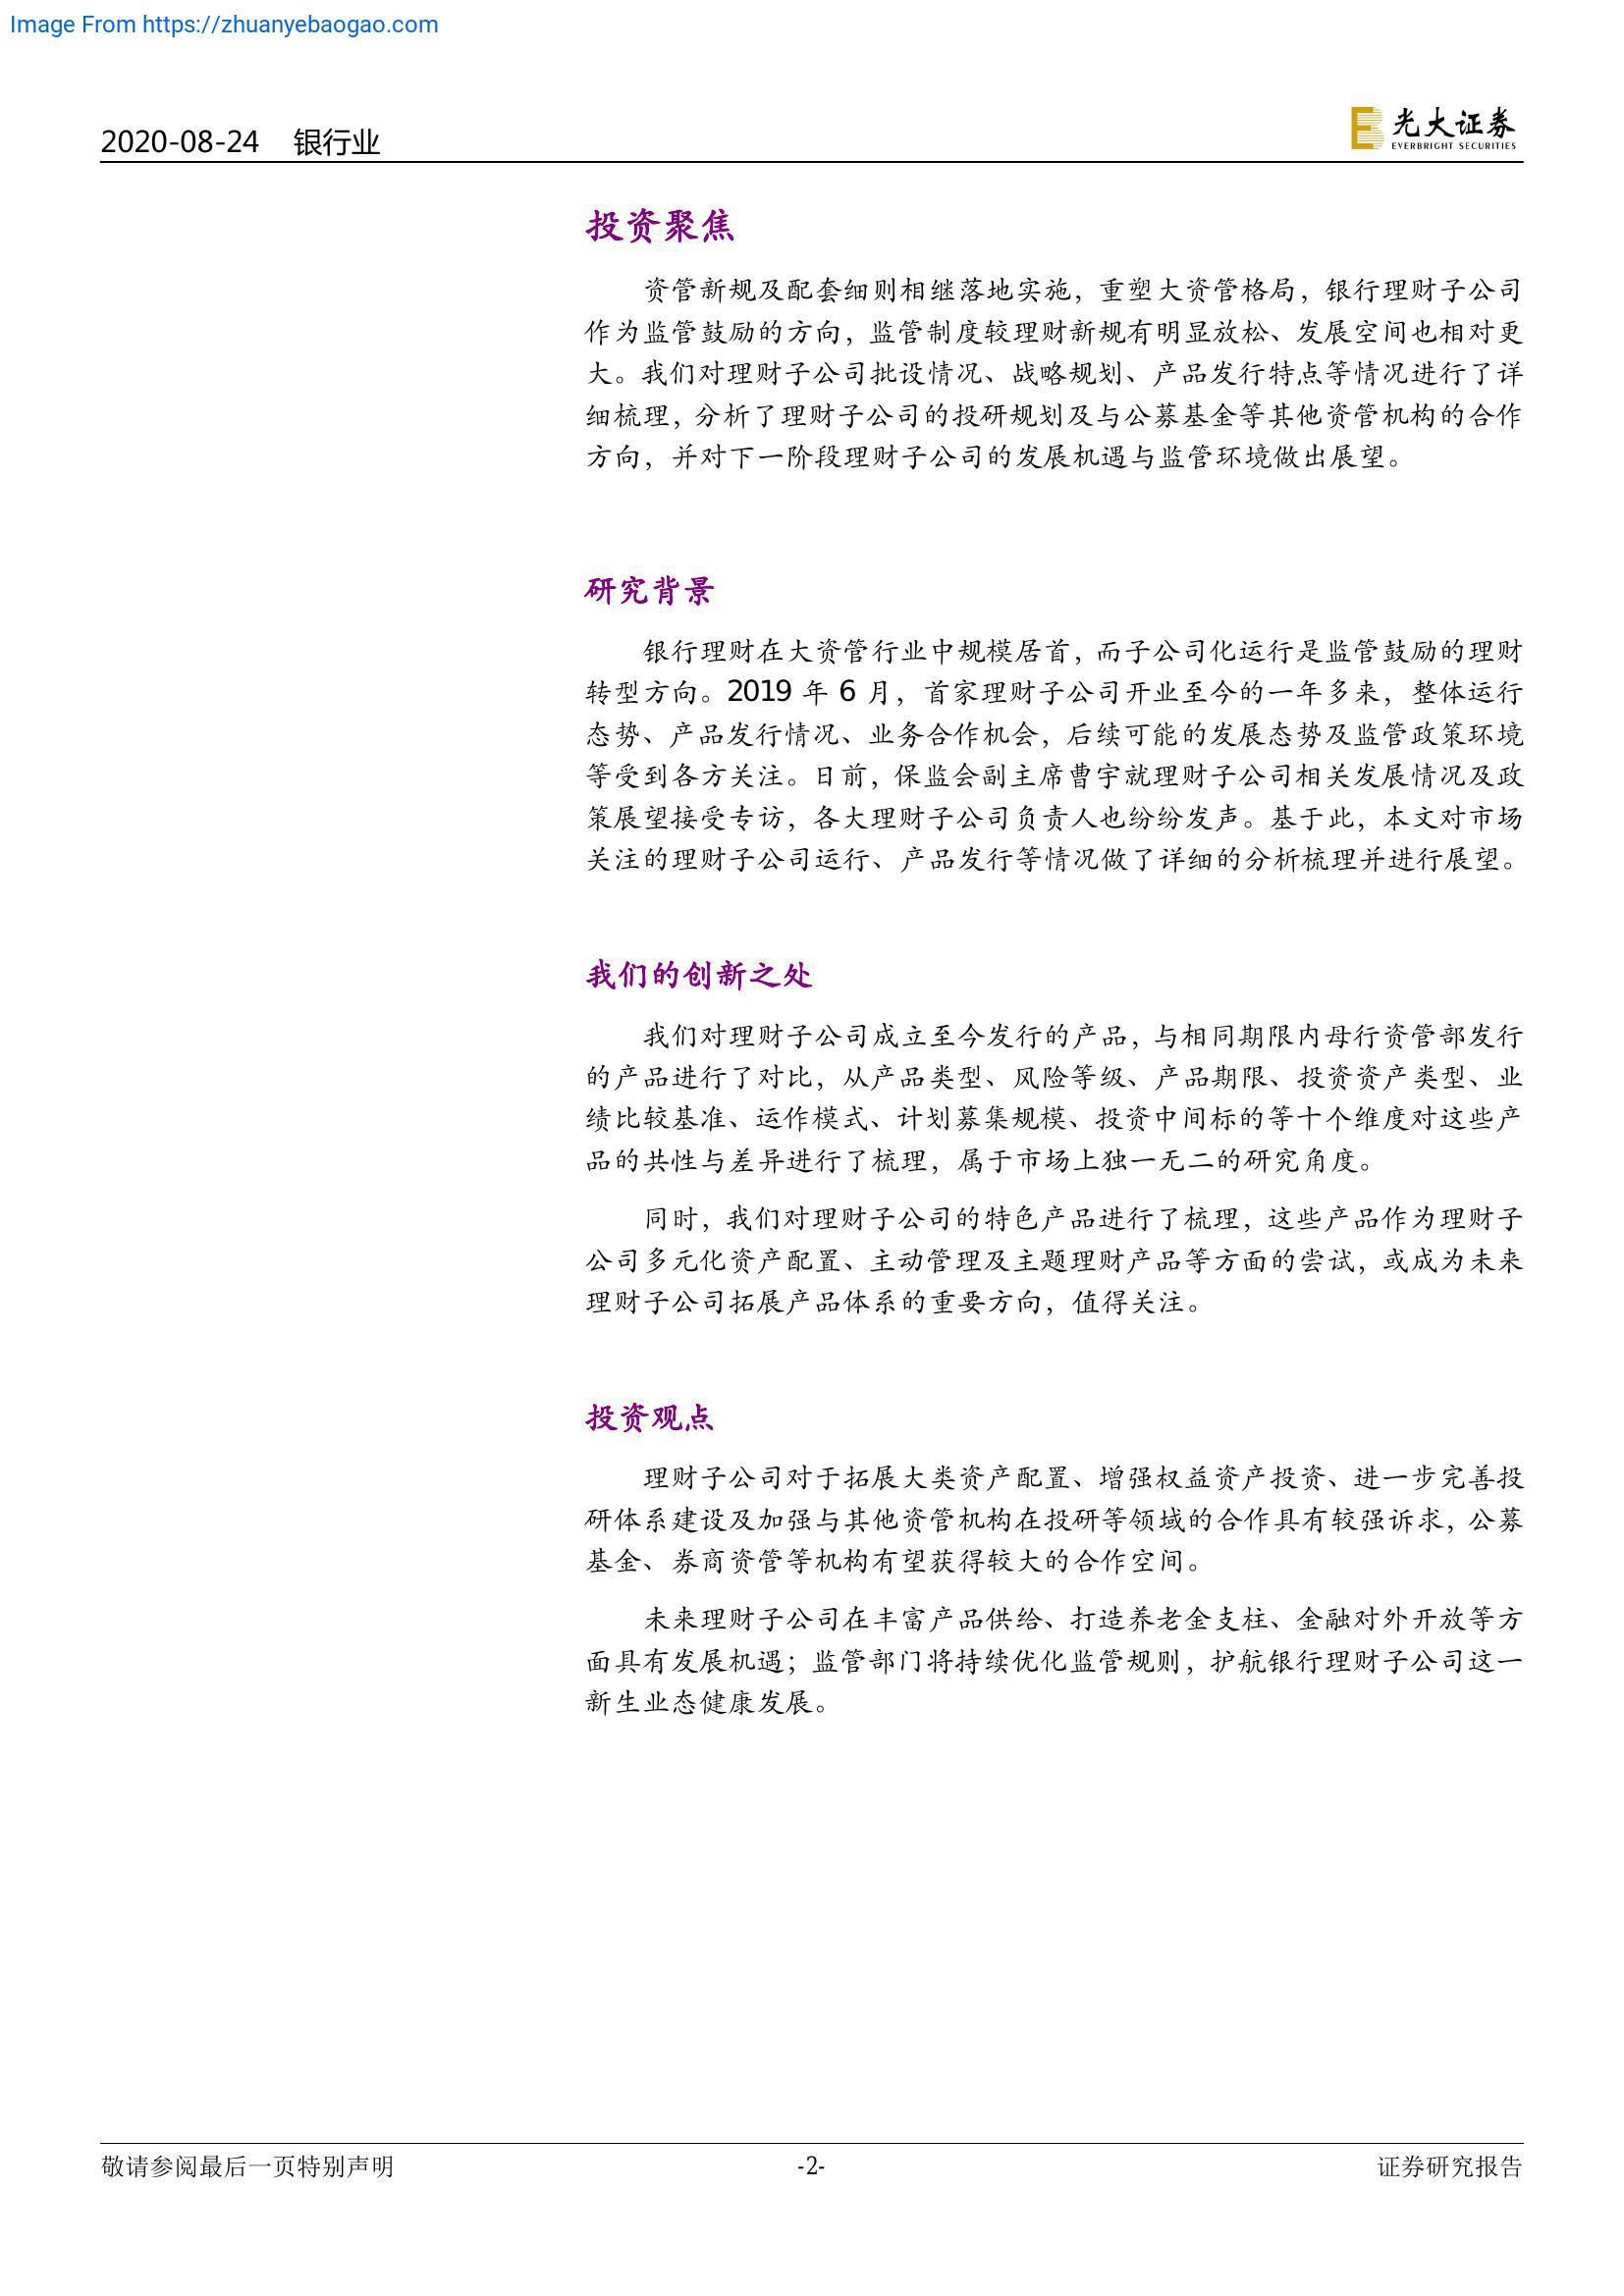 Image From https://zhuanyebaogao.com
2020-08-24 银行业
光大证券
EVERBRIGHT SECURITIES
投资聚焦
资管新规及配套细则相继落地实施，重塑大资管格局，银行理财子公司
作为监管鼓励的方向，监管制度较理财新规有明显放松、发展空间也相对更
大。我们对理财子公司批设情况、战略规划、产品发行特点等情况进行了详
细梳理，分析了理财子公司的投研规划及与公募基金等其他资管机构的合作
方向，并对下一阶段理财子公司的发展机遇与监管环境做出展望。
研究背景
银行理财在大资管行业中规模居首，而子公司化运行是监管鼓励的理财
转型方向。2019 年 6 月，首家理财子公司开业至今的一年多来，整体运行
态势、产品发行情况、业务合作机会，后续可能的发展态势及监管政策环境
等受到各方关注。日前，保监会副主席曹宇就理财子公司相关发展情况及政
策展望接受专访，各大理财子公司负责人也纷纷发声。基于此，本文对市场
关注的理财子公司运行、产品发行等情况做了详细的分析梳理并进行展望。
我们的创新之处
我们对理财子公司成立至今发行的产品，与相同期限内母行资管部发行
的产品进行了对比，从产品类型、风险等级、产品期限、投资资产类型、业
绩比较基准、运作模式、计划募集规模、投资中间标的等十个维度对这些产
品的共性与差异进行了梳理，属于市场上独一无二的研究角度。
同时，我们对理财子公司的特色产品进行了梳理，这些产品作为理财子
公司多元化资产配置、主动管理及主题理财产品等方面的尝试，或成为未来
理财子公司拓展产品体系的重要方向，值得关注。
投资观点
理财子公司对于拓展大类资产配置、增强权益资产投资、进一步完善投
研体系建设及加强与其他资管机构在投研等领域的合作具有较强诉求，公募
基金、券商资管等机构有望获得较大的合作空间。
未来理财子公司在丰富产品供给、打造养老金支柱、金融对外开放等方
面具有发展机遇；监管部门将持续优化监管规则，护航银行理财子公司这一
新生业态健康发展。
敬请参阅最后一页特别声明 -2- 证券研究报告